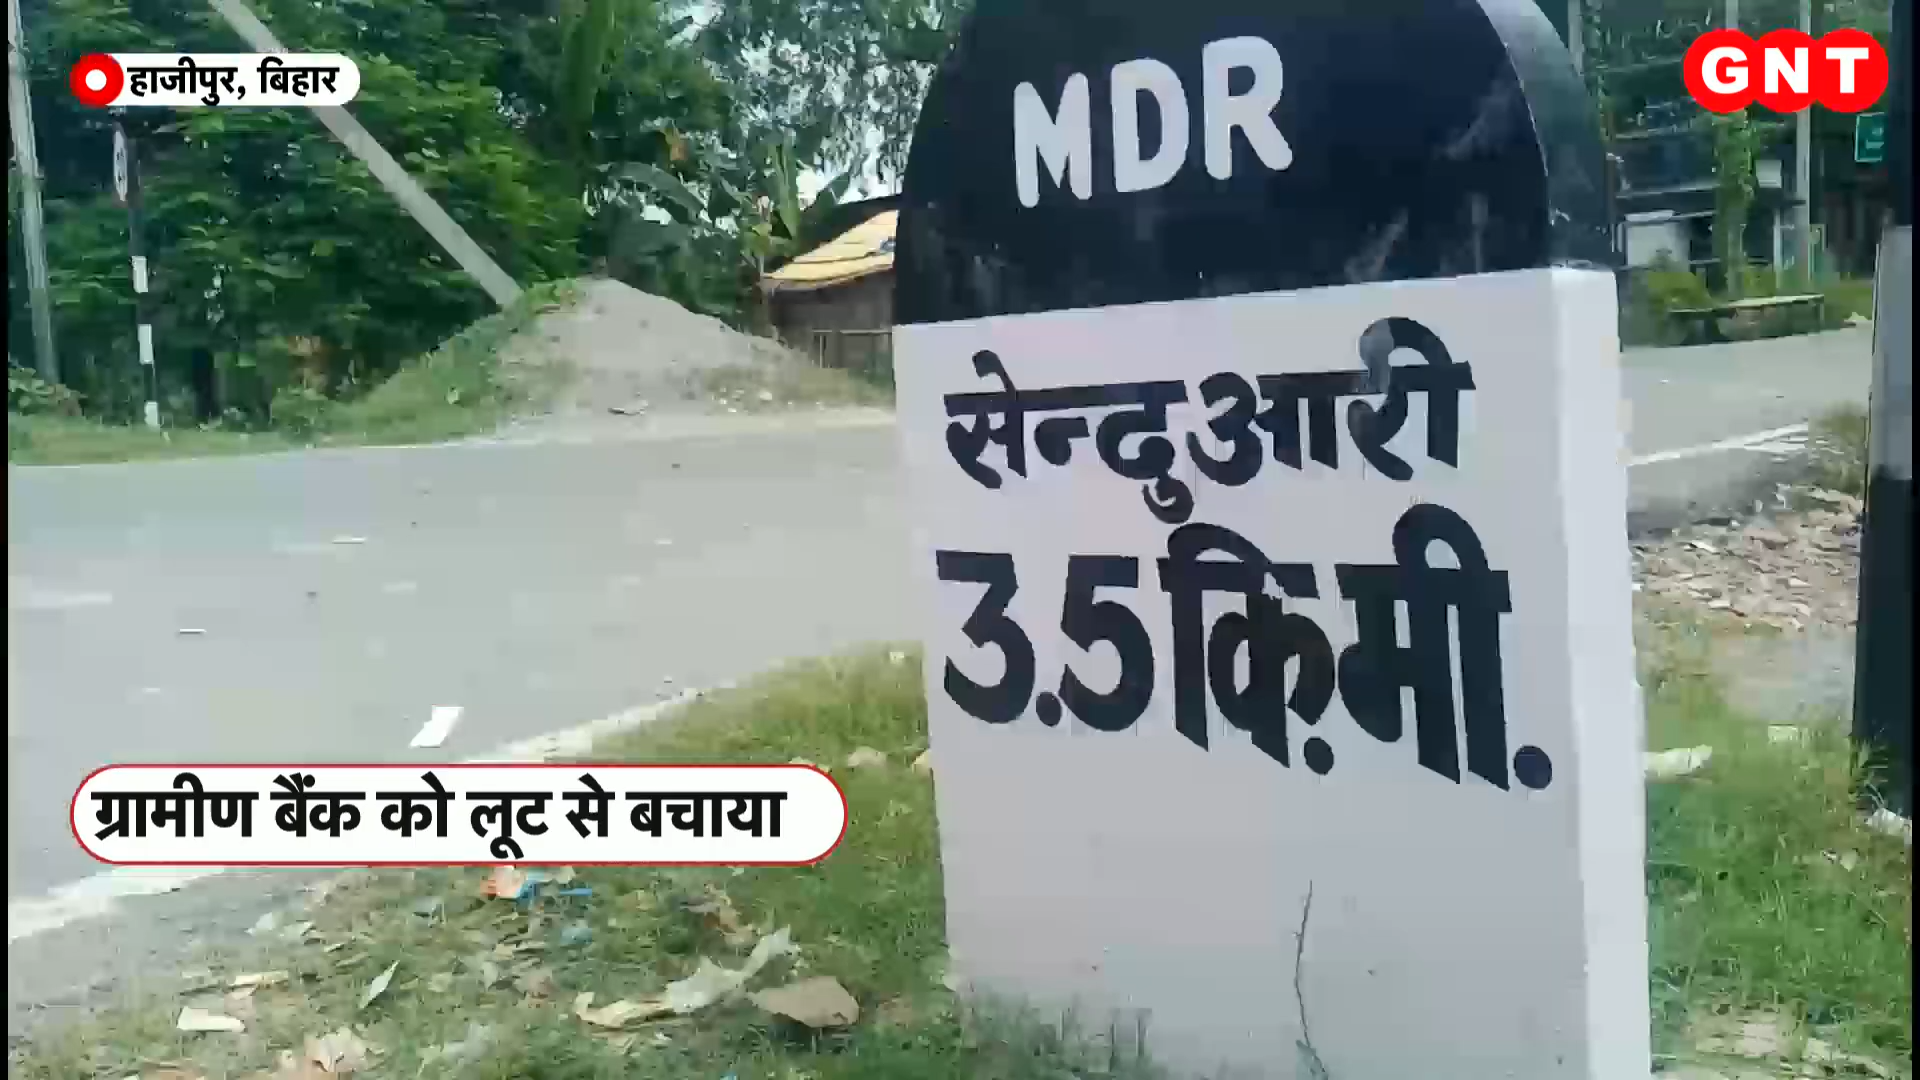 हाजीपुर, बिहार
GNT
MDR
सेन्दुआरी
3.5 कि.मी.
ग्रामीण बैंक को लूट से बचाया